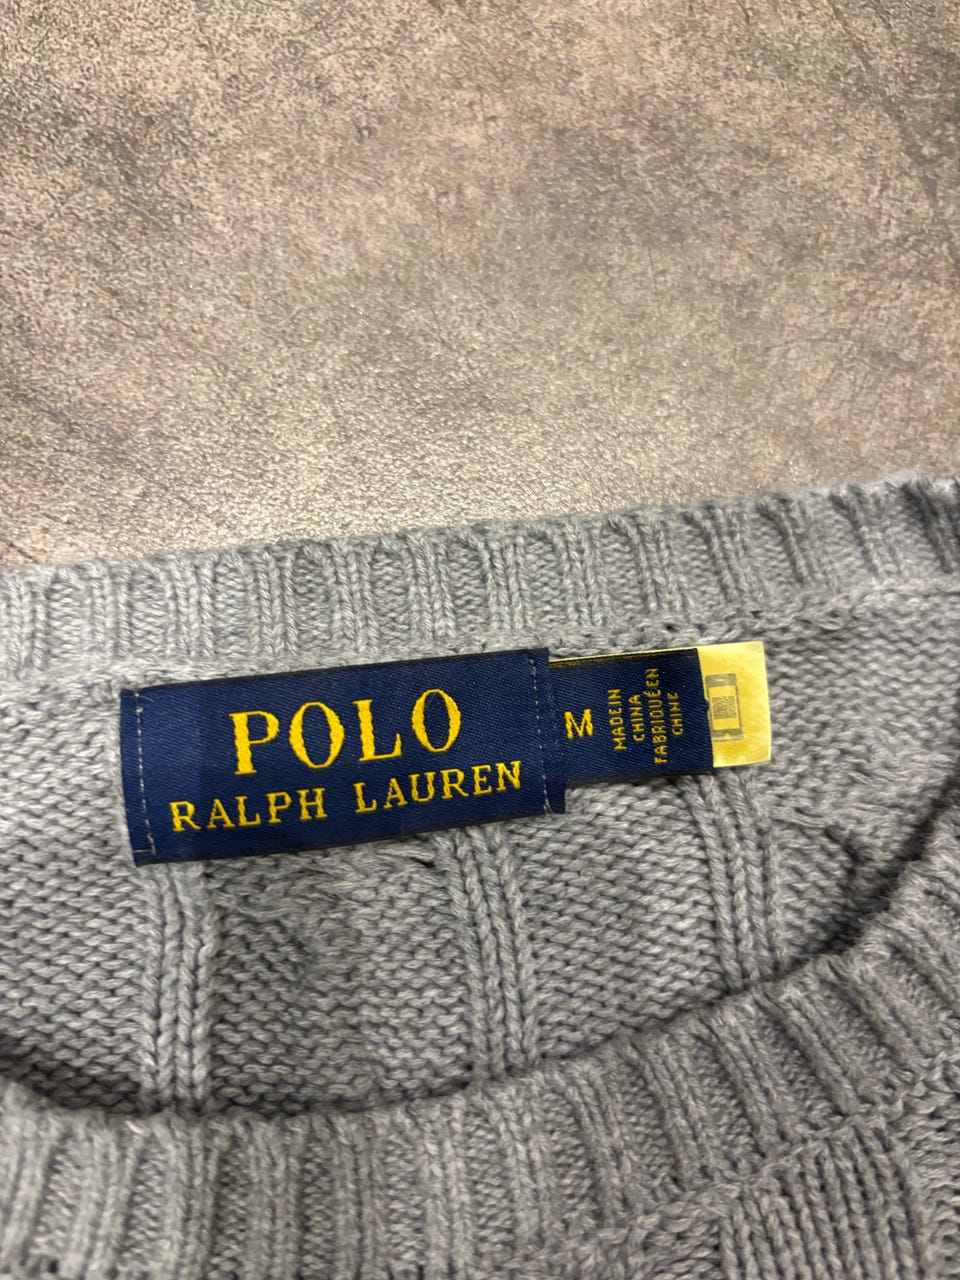 POLO
RALPH LAUREN
M
MADE IN
CHINA
FABRIQUÉ EN
CHINE